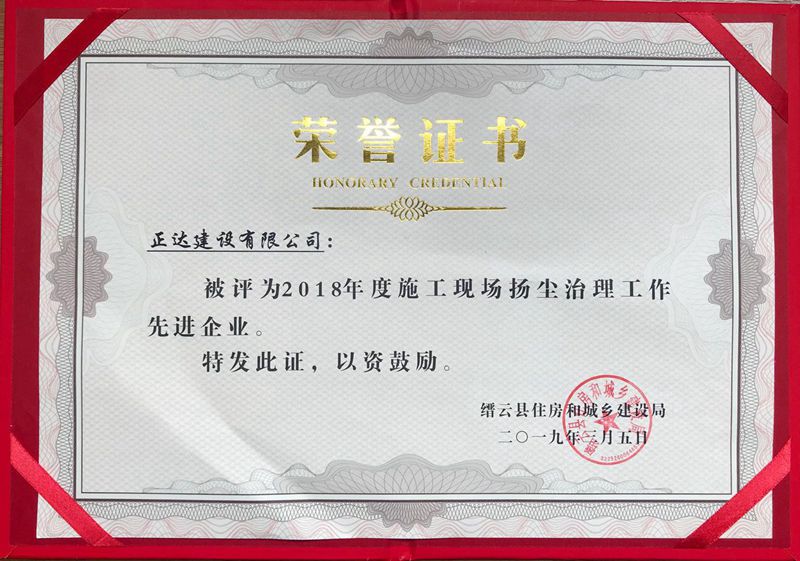 荣誉证书
HONORARY CREDENTIAL
正达建设有限公司：
被评为2018年度施工现场扬尘治理工作
先进企业。
特发此证，以资鼓励。
缙云县住房和城乡建设局
二〇一九年三月五日